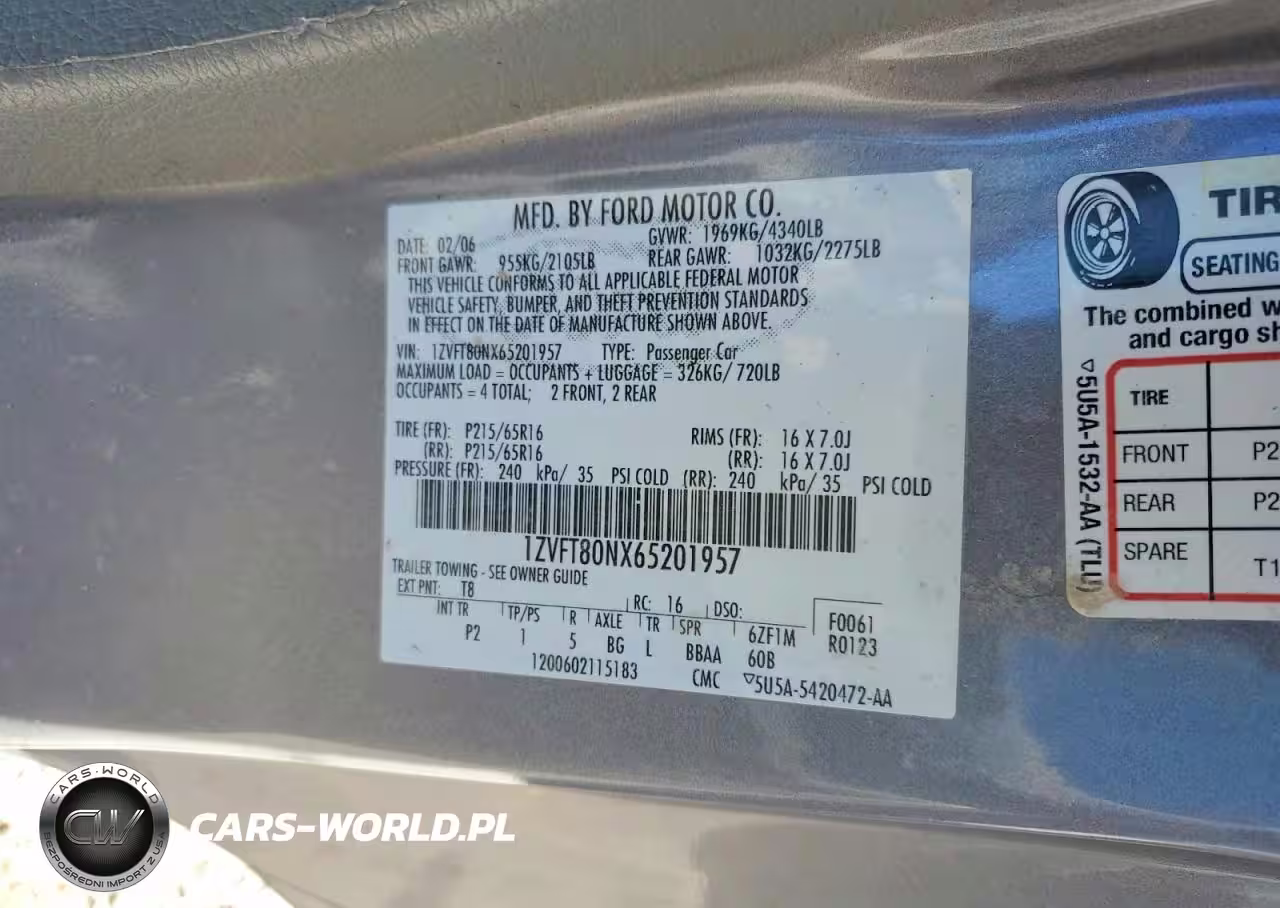 MFD. BY FORD MOTOR CO.
DATE: 02/06 GVWR: 1969KG/4340LB
FRONT GAWR: 955KG/2105LB REAR GAWR: 1032KG/2275LB
THIS VEHICLE CONFORMS TO ALL APPLICABLE FEDERAL MOTOR
VEHICLE SAFETY, BUMPER, AND THEFT PREVENTION STANDARDS
IN EFFECT ON THE DATE OF MANUFACTURE SHOWN ABOVE.
VIN: 1ZVFT80NX65201957 TYPE: Passenger Car
MAXIMUM LOAD = OCCUPANTS + LUGGAGE = 326KG/ 720LB
OCCUPANTS = 4 TOTAL; 2 FRONT, 2 REAR
TIRE (FR): P215/65R16 RIMS (FR): 16 X 7.0J
(RR): P215/65R16 (RR): 16 X 7.0J
PRESSURE (FR): 240 kPa/ 35 PSI COLD (RR): 240 kPa/ 35 PSI COLD
1ZVFT80NX65201957
TRAILER TOWING - SEE OWNER GUIDE
EXT PNT: T8 RC: 16 DSO: F0061
INT TR TP/PS R AXLE TR SPR 6ZF1M R0123
P2 1 5 BG L BBAA 60B
1200602115183 CMC ▽5U5A-5420472-AA
TIR
SEATING
The combined w
and cargo sh
▽5U5A-1532-AA (TLU)
TIRE
FRONT P2
REAR P2
SPARE T1
CARS-WORLD
CW
BEZPOŚREDNI IMPORT Z USA
CARS-WORLD.PL